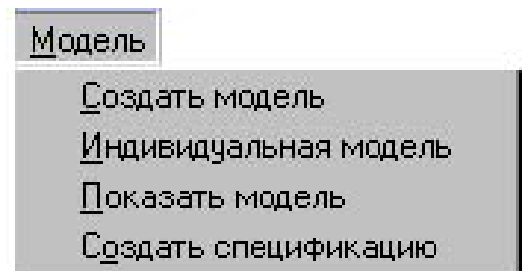 Модель
Создать модель
Индивидуальная модель
Показать модель
Создать спецификацию